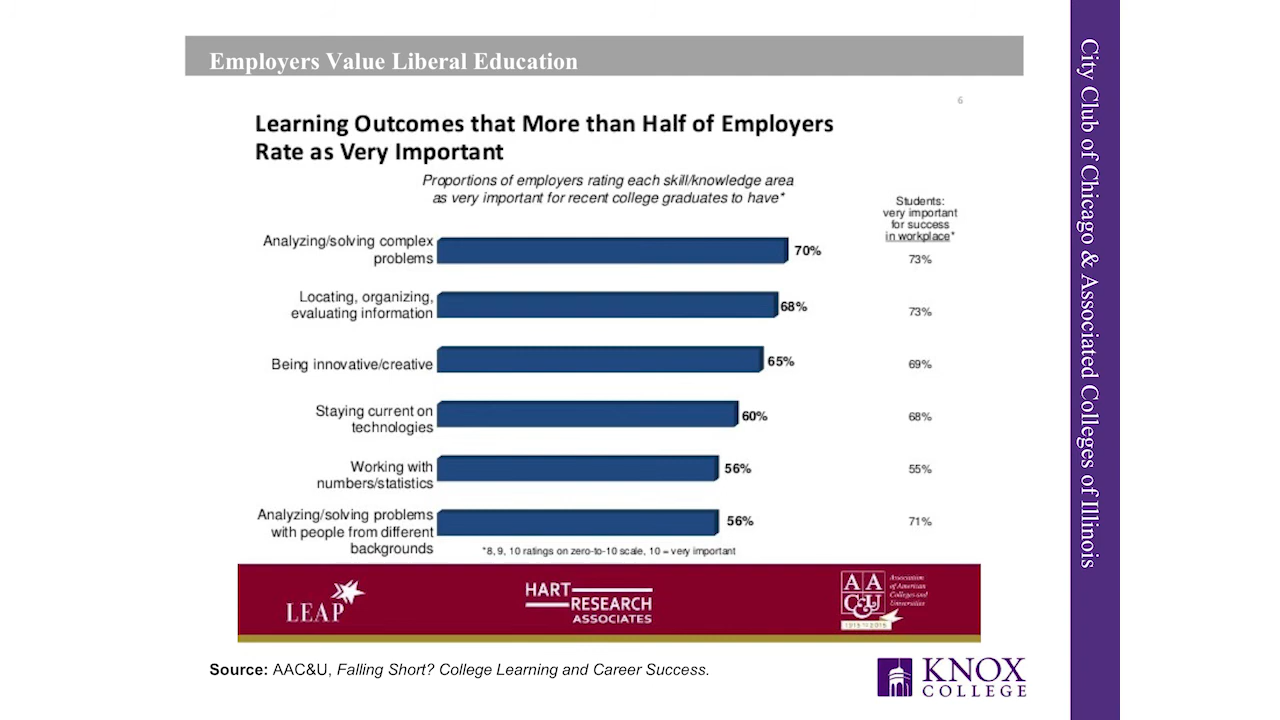 Employers Value Liberal Education
6
Learning Outcomes that More than Half of Employers
Rate as Very Important
Proportions of employers rating each skill/knowledge area
as very important for recent college graduates to have*
Students:
very important
for success
in workplace*
Analyzing/solving complex
problems
70%
73%
Locating, organizing,
evaluating information
68%
73%
Being innovative/creative
65%
69%
Staying current on
technologies
60%
68%
Working with
numbers/statistics
56%
55%
Analyzing/solving problems
with people from different
backgrounds
56%
71%
*8, 9, 10 ratings on zero-to-10 scale, 10 = very important
LEAP
HART
RESEARCH
ASSOCIATES
AA
C&U
Association
of American
Colleges and
Universities
Source: AAC&U, Falling Short? College Learning and Career Success.
KNOX
COLLEGE
City Club of Chicago & Associated Colleges of Illinois